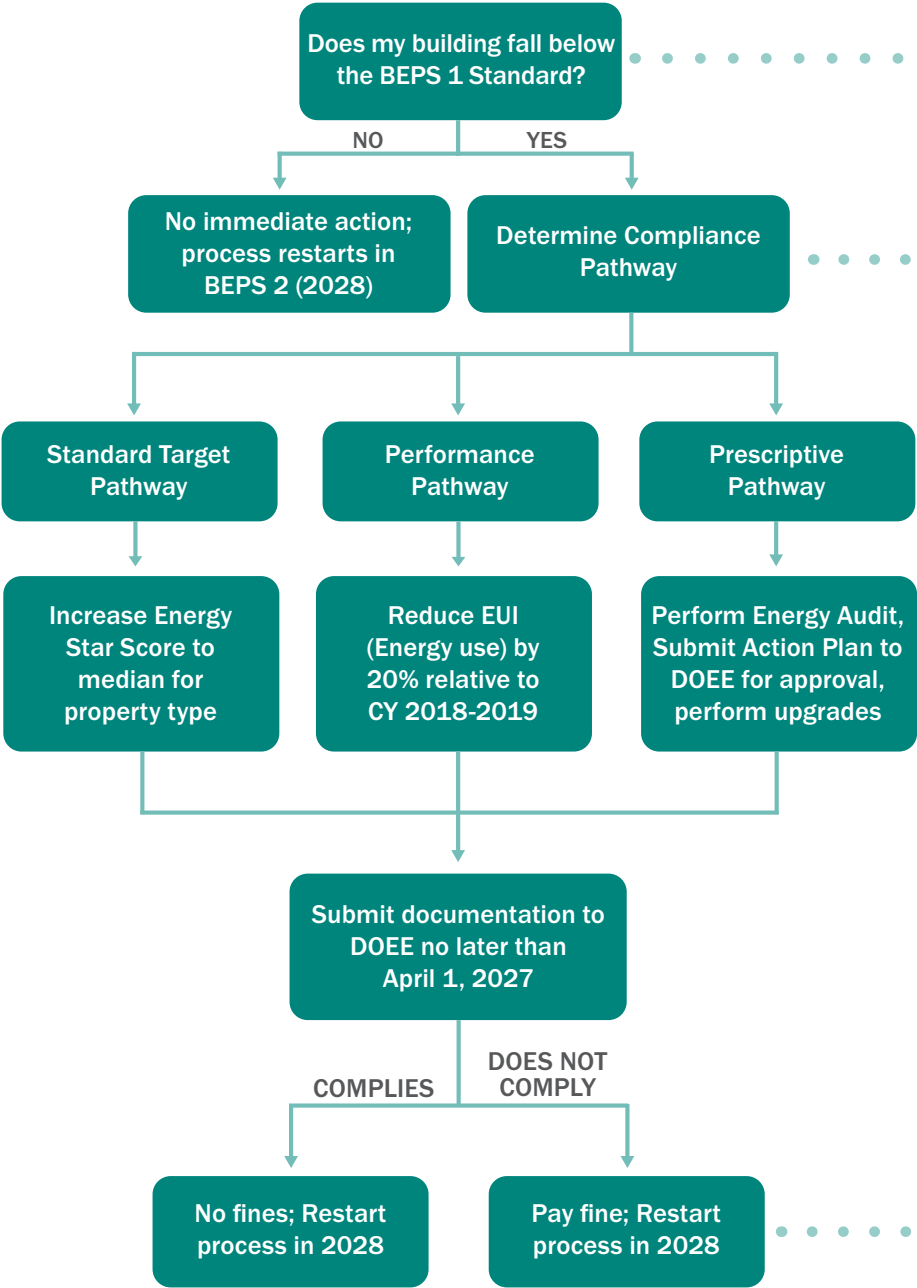 Does my building fall below
the BEPS 1 Standard?
NO
YES
No immediate action;
process restarts in
BEPS 2 (2028)
Determine Compliance
Pathway
Standard Target
Pathway
Performance
Pathway
Prescriptive
Pathway
Increase Energy
Star Score to
median for
property type
Reduce EUI
(Energy use) by
20% relative to
CY 2018-2019
Perform Energy Audit,
Submit Action Plan to
DOEE for approval,
perform upgrades
Submit documentation to
DOEE no later than
April 1, 2027
COMPLIES
DOES NOT
COMPLY
No fines; Restart
process in 2028
Pay fine; Restart
process in 2028